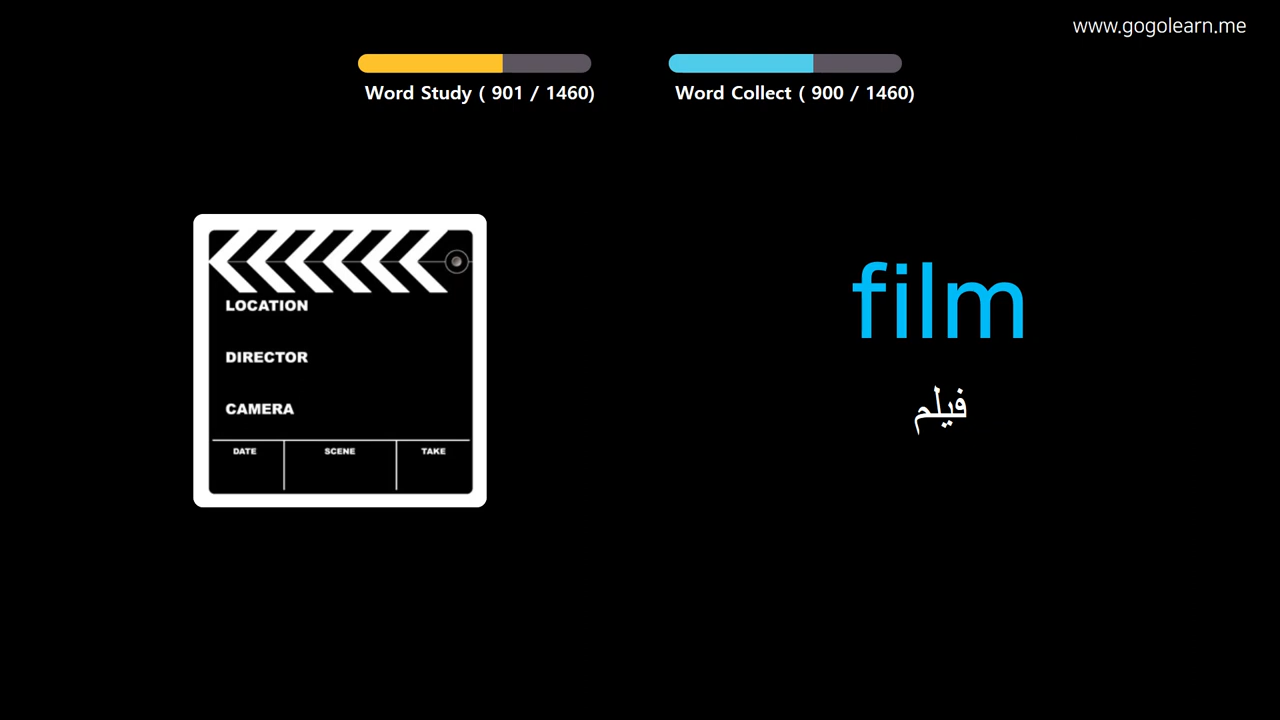 www.gogolearn.me
Word Study ( 901 / 1460)
Word Collect ( 900 / 1460)
LOCATION
DIRECTOR
CAMERA
DATE
SCENE
TAKE
film
فيلم